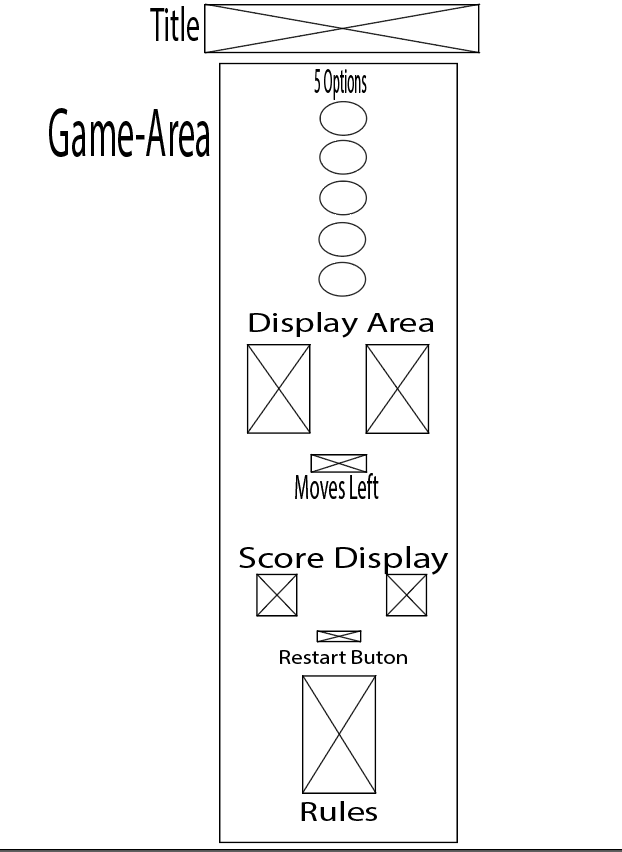 Title
5 Options
Game-Area
Display Area
Moves Left
Score Display
Restart Buton
Rules